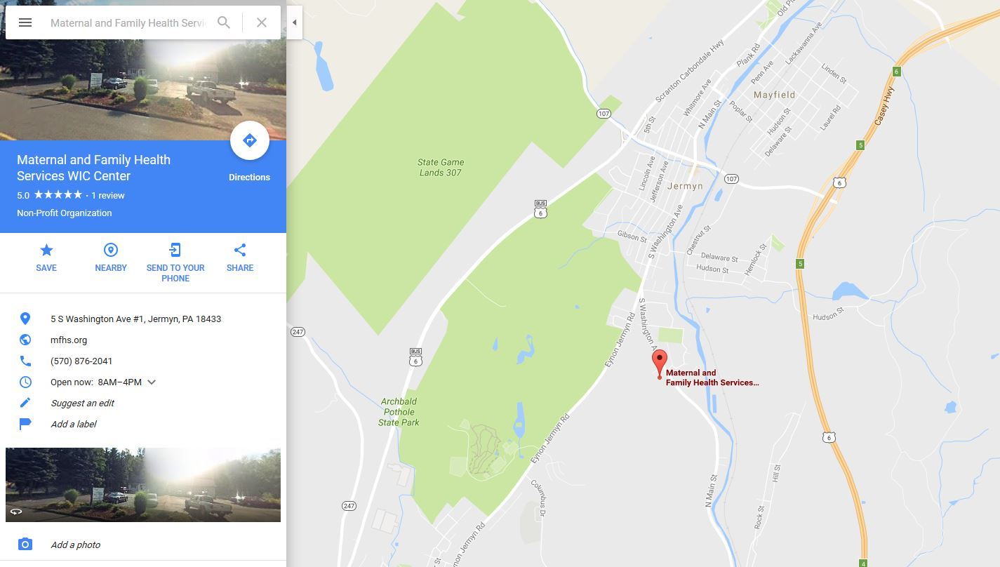 Maternal and Family Health Servi
Maternal and Family Health
Services WIC Center
Directions
5.0 ★★★★★ · 1 review
Non-Profit Organization
SAVE
NEARBY
SEND TO YOUR
PHONE
SHARE
5 S Washington Ave #1, Jermyn, PA 18433
mfhs.org
(570) 876-2041
Open now: 8AM–4PM
Suggest an edit
Add a label
Add a photo
Old Pl
Plank Rd
Lackawanna Ave
Scranton Carbondale Hwy
Penn Ave
Linden St
6
Mayfield
Whitmore Ave
N Main St
Poplar St
Casey Hwy
107
5th St
Hudson St
Laurel Rd
Delaware St
5
State Game
Lands 307
Lincoln Ave
Jefferson Ave
Jermyn
107
6
BUS
6
Gibson St
S Washington Ave
Chestnut St
Delaware St
Hudson St
Hemlock St
5
247
S Washington A
Eynon Jermyn Rd
Hudson St
BUS
6
Maternal and
Family Health Services...
Archbald
Pothole
State Park
Eynon Jermyn Rd
6
Columbus Dr
N Main St
Hill St
Rock St
247
ynon Jermyn Rd
St
4